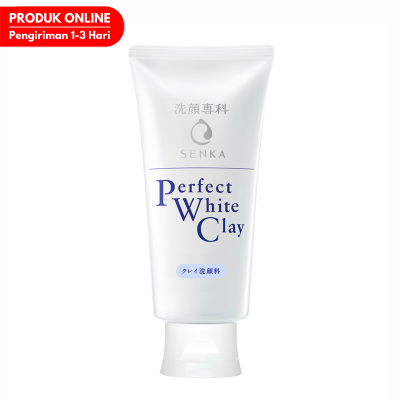 PRODUK ONLINE
Pengiriman 1-3 Hari
洗顔専科
SENKA
Perfect
White
Clay
クレイ洗顔料